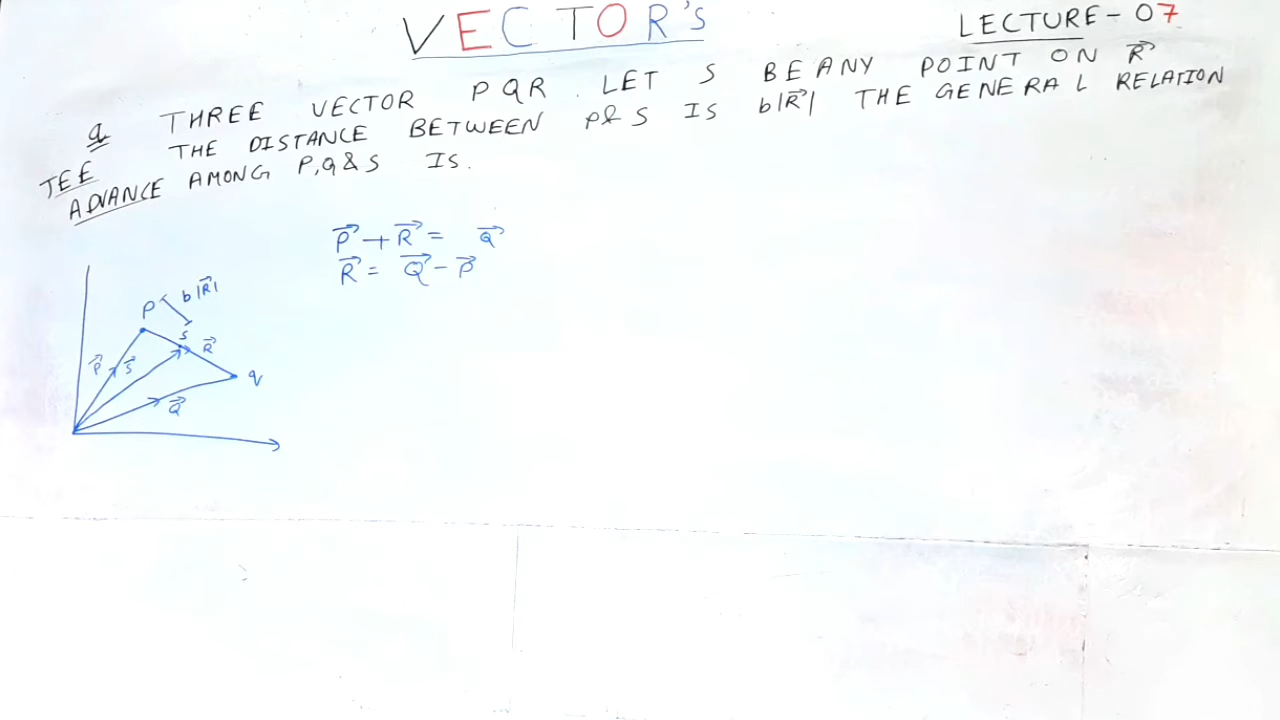 VECTOR'S
LECTURE-07
q THREE VECTOR PQR. LET S BE ANY POINT ON R⃗
JEE THE DISTANCE BETWEEN P & S IS b|R⃗| THE GENERAL RELATION
ADVANCE AMONG P,Q & S IS.
P⃗ + R⃗ = Q⃗
R⃗ = Q⃗ - P⃗
b|R⃗|
P
S
R⃗
P⃗ S⃗
q
Q⃗